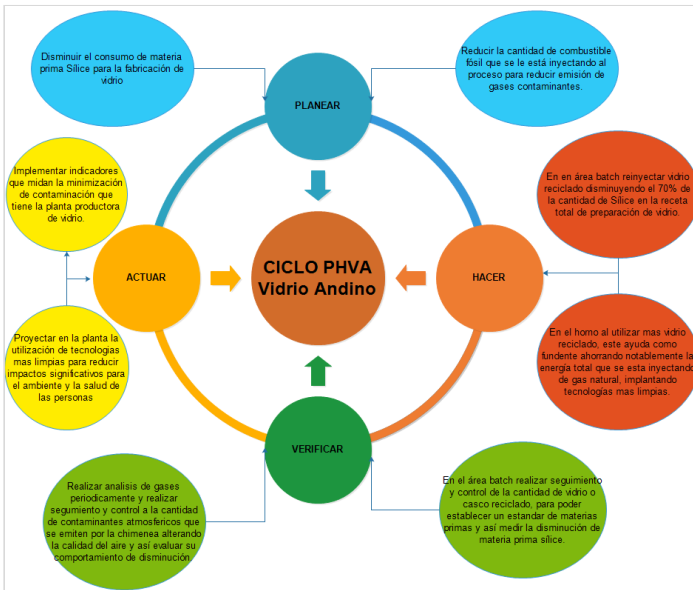 Disminuir el consumo de materia
prima Sílice para la fabricación de
vidrio
PLANEAR
Reducir la cantidad de combustible
fósil que se le está inyectando al
proceso para reducir emisión de
gases contaminantes.
Implementar indicadores
que midan la minimización
de contaminación que
tiene la planta productora
de vidrio.
En en área batch reinyectar vidrio
reciclado disminuyendo el 70% de
la cantidad de Sílice en la receta
total de preparación de vidrio.
ACTUAR
CICLO PHVA
Vidrio Andino
HACER
Proyectar en la planta la
utilización de tecnologías
mas limpias para reducir
impactos significativos para
el ambiente y la salud de
las personas
En el horno al utilizar mas vidrio
reciclado, este ayuda como
fundente ahorrando notablemente la
energía total que se esta inyectando
de gas natural, implantando
tecnologías mas limpias.
VERIFICAR
Realizar analisis de gases
periodicamente y realizar
segumiento y control a la cantidad
de contaminantes atmosfericos que
se emiten por la chimenea alterando
la calidad del aire y así evaluar su
comportamiento de disminución.
En el área batch realizar seguimiento
y control de la cantidad de vidrio o
casco reciclado, para poder
establecer un estandar de materias
primas y así medir la disminución de
materia prima sílice.